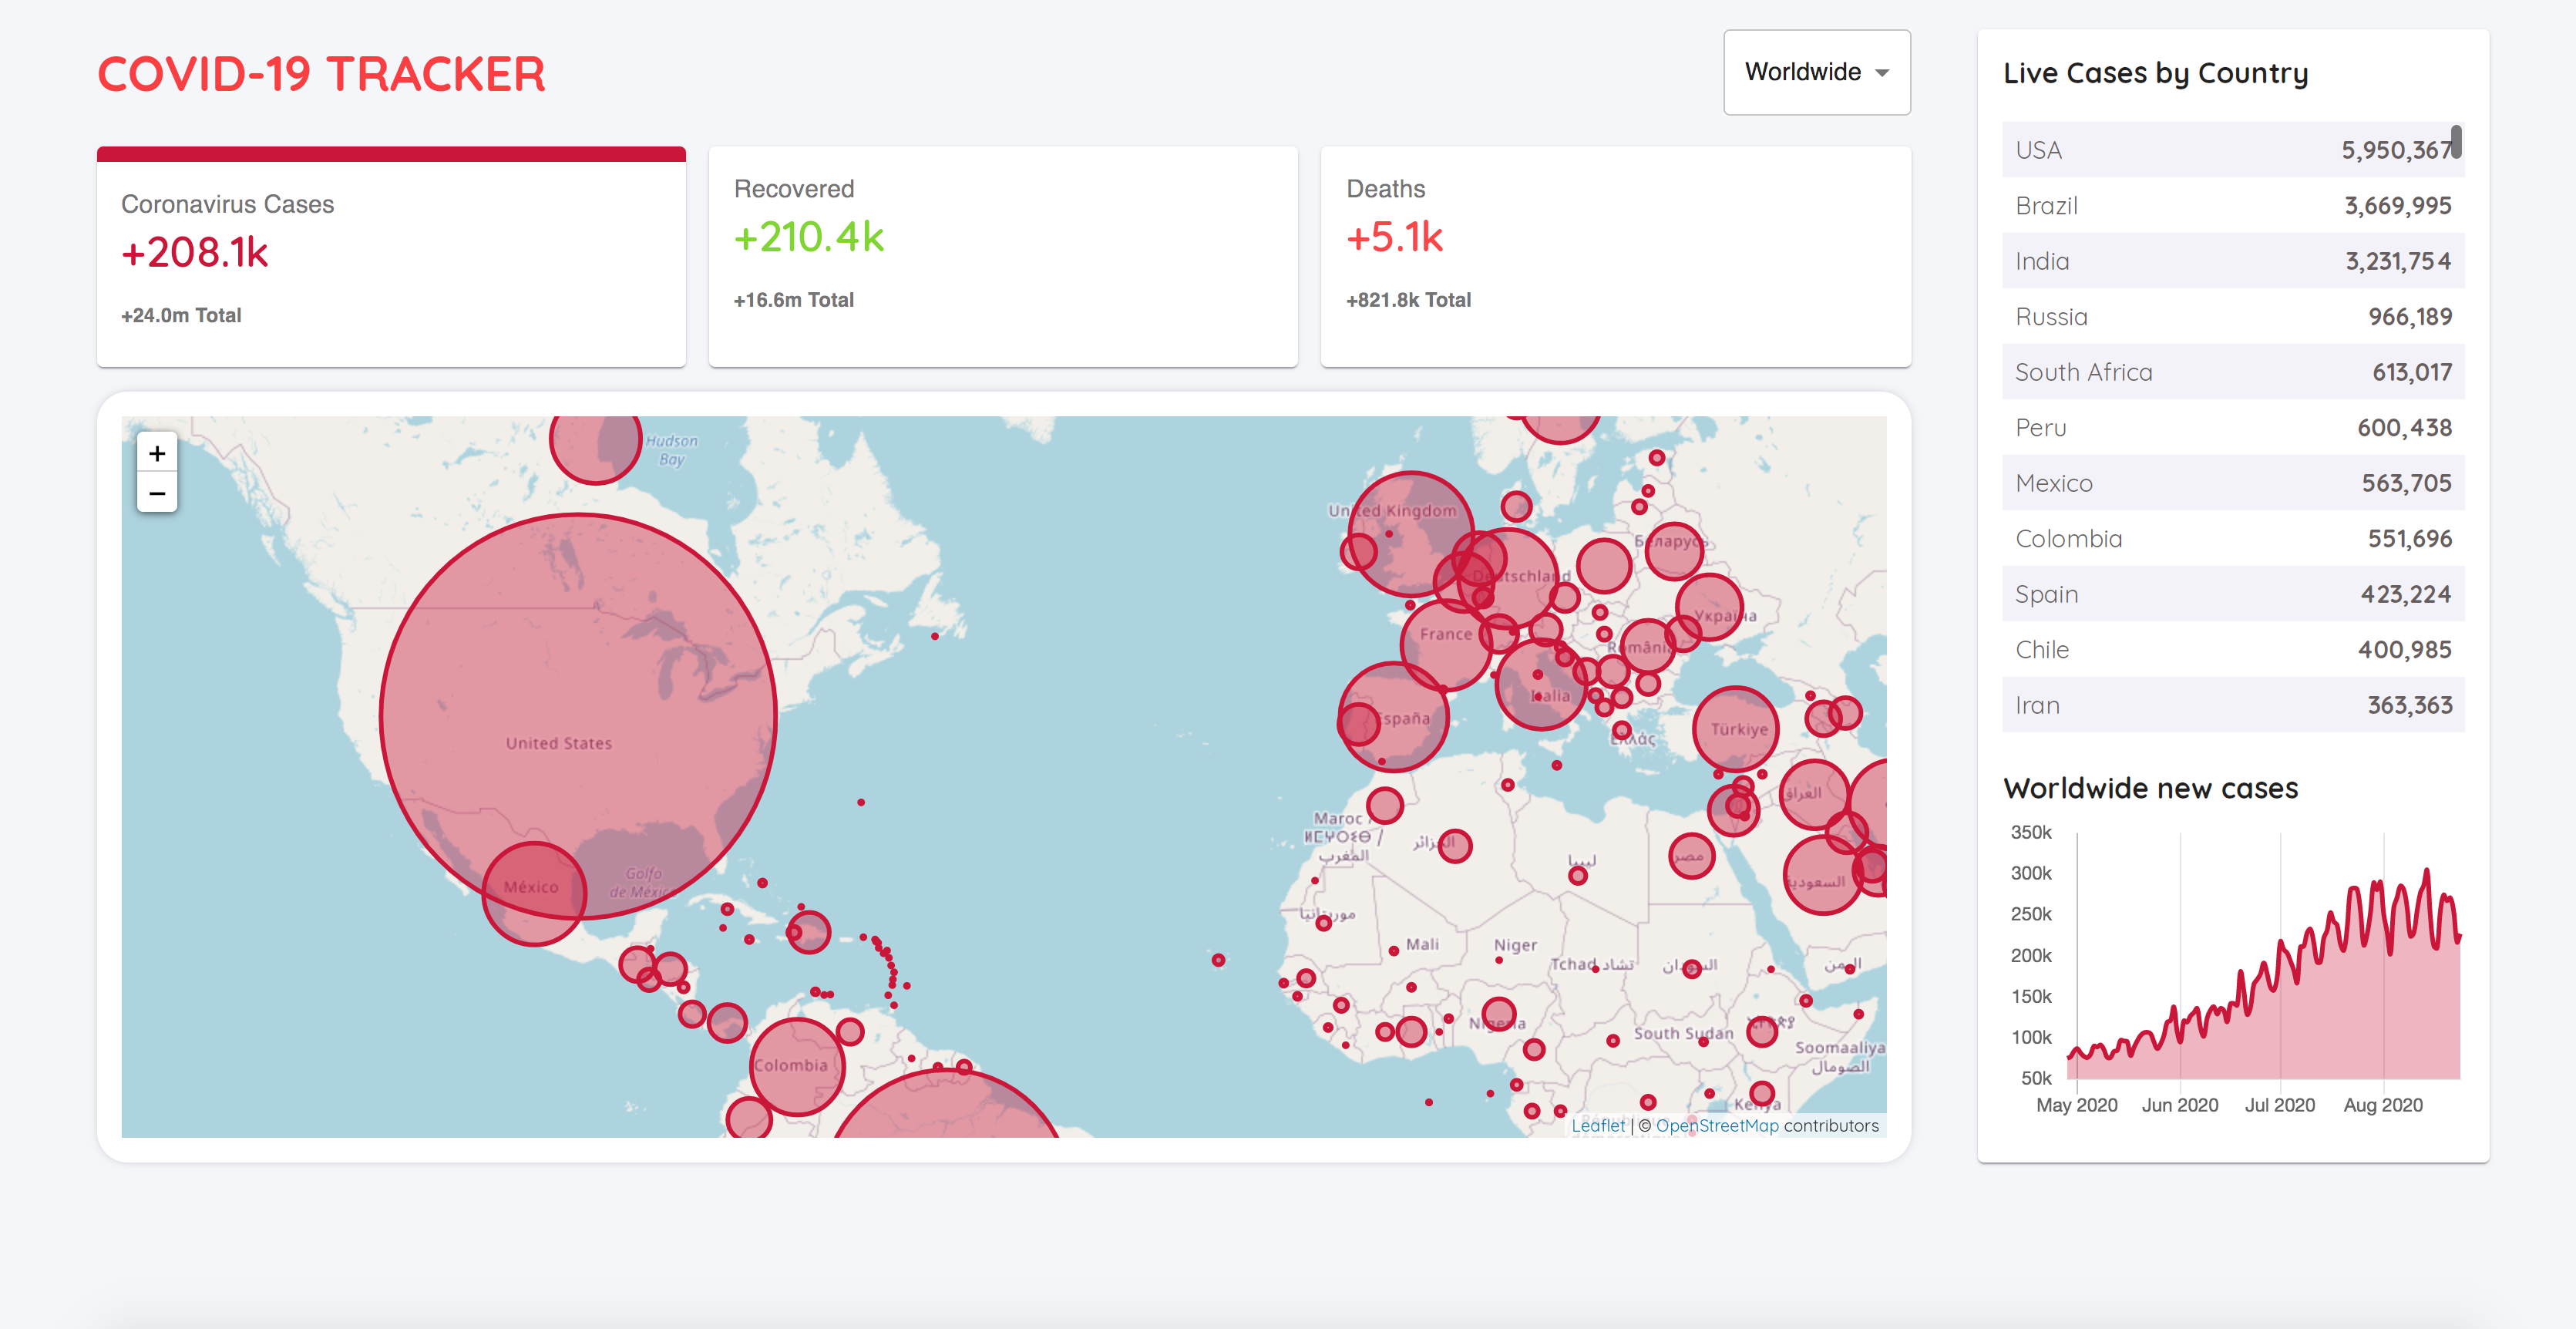 COVID-19 TRACKER
Worldwide
Coronavirus Cases
+208.1k
+24.0m Total
Recovered
+210.4k
+16.6m Total
Deaths
+5.1k
+821.8k Total
+
−
Hudson
Bay
United States
México
Golfo
de México
Colombia
United Kingdom
Беларусь
Deutschland
Україна
France
România
Italia
España
Türkiye
Ελλάς
العراق
Maroc /
ⵍⵎⵖⵔⵉⴱ /
المغرب
الجزائر
ليبيا
مصر
السعودية
موريتانيا
Mali
Niger
Tchad تشاد
السودان
اليمن
Nigeria
South Sudan
Soomaaliya
الصومال
Kenya
Leaflet | © OpenStreetMap contributors
Live Cases by Country
USA 5,950,367
Brazil 3,669,995
India 3,231,754
Russia 966,189
South Africa 613,017
Peru 600,438
Mexico 563,705
Colombia 551,696
Spain 423,224
Chile 400,985
Iran 363,363
Worldwide new cases
350k
300k
250k
200k
150k
100k
50k
May 2020 Jun 2020 Jul 2020 Aug 2020